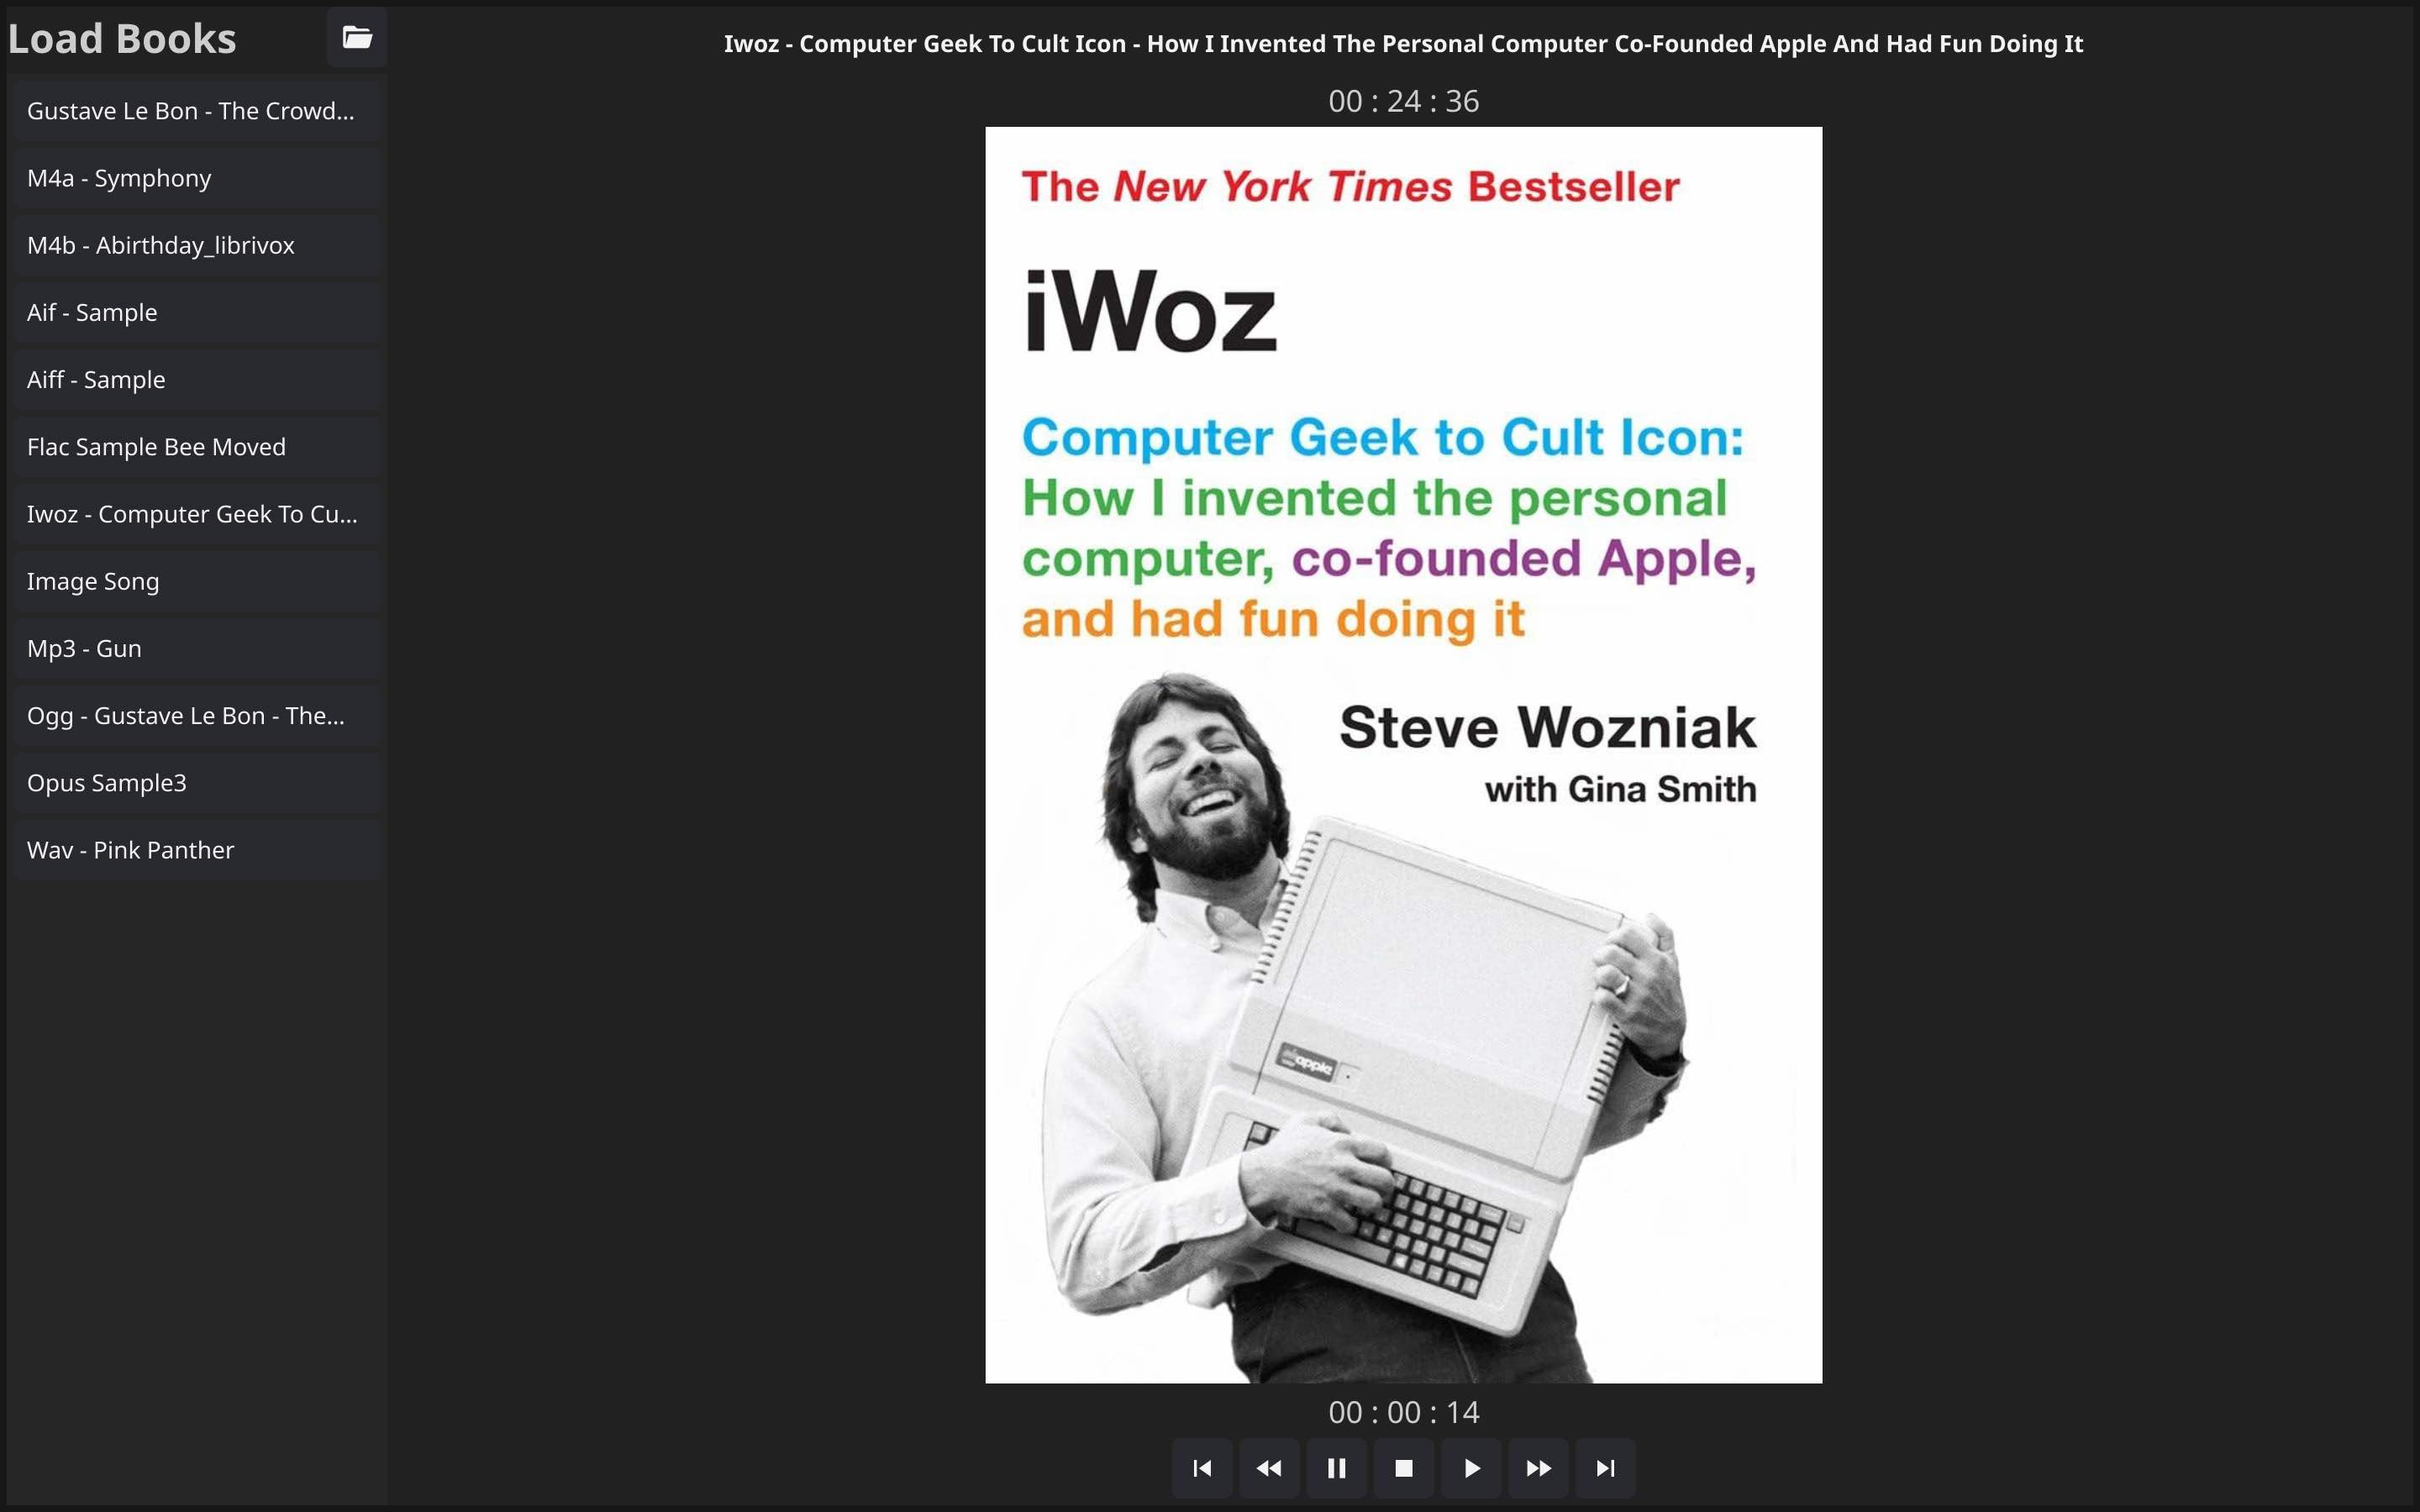 Load Books
Gustave Le Bon - The Crowd...
M4a - Symphony
M4b - Abirthday_librivox
Aif - Sample
Aiff - Sample
Flac Sample Bee Moved
Iwoz - Computer Geek To Cu...
Image Song
Mp3 - Gun
Ogg - Gustave Le Bon - The...
Opus Sample3
Wav - Pink Panther
Iwoz - Computer Geek To Cult Icon - How I Invented The Personal Computer Co-Founded Apple And Had Fun Doing It
00 : 24 : 36
The New York Times Bestseller
iWoz
Computer Geek to Cult Icon:
How I invented the personal
computer, co-founded Apple,
and had fun doing it
Steve Wozniak
with Gina Smith
apple
00 : 00 : 14